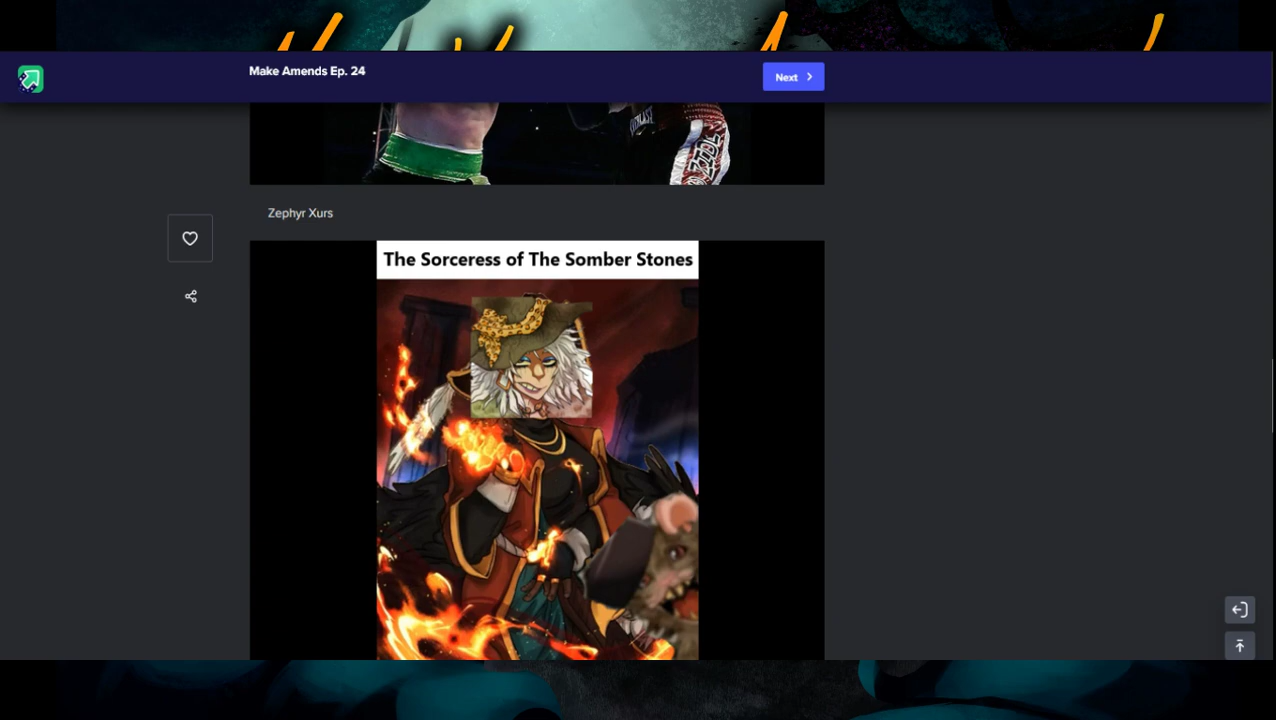 Make Amends Ep. 24
Next
Zephyr Xurs
The Sorceress of The Somber Stones